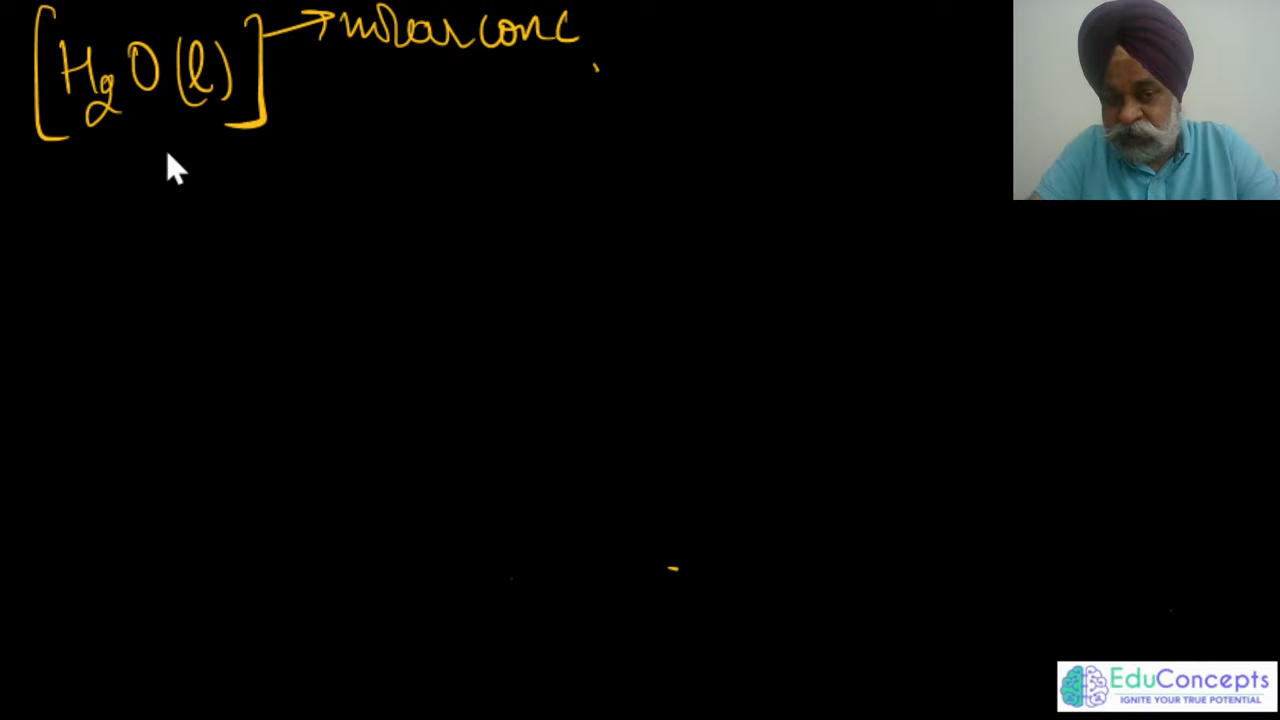 [H₂O(l)] → molar conc.
EduConcepts
IGNITE YOUR TRUE POTENTIAL